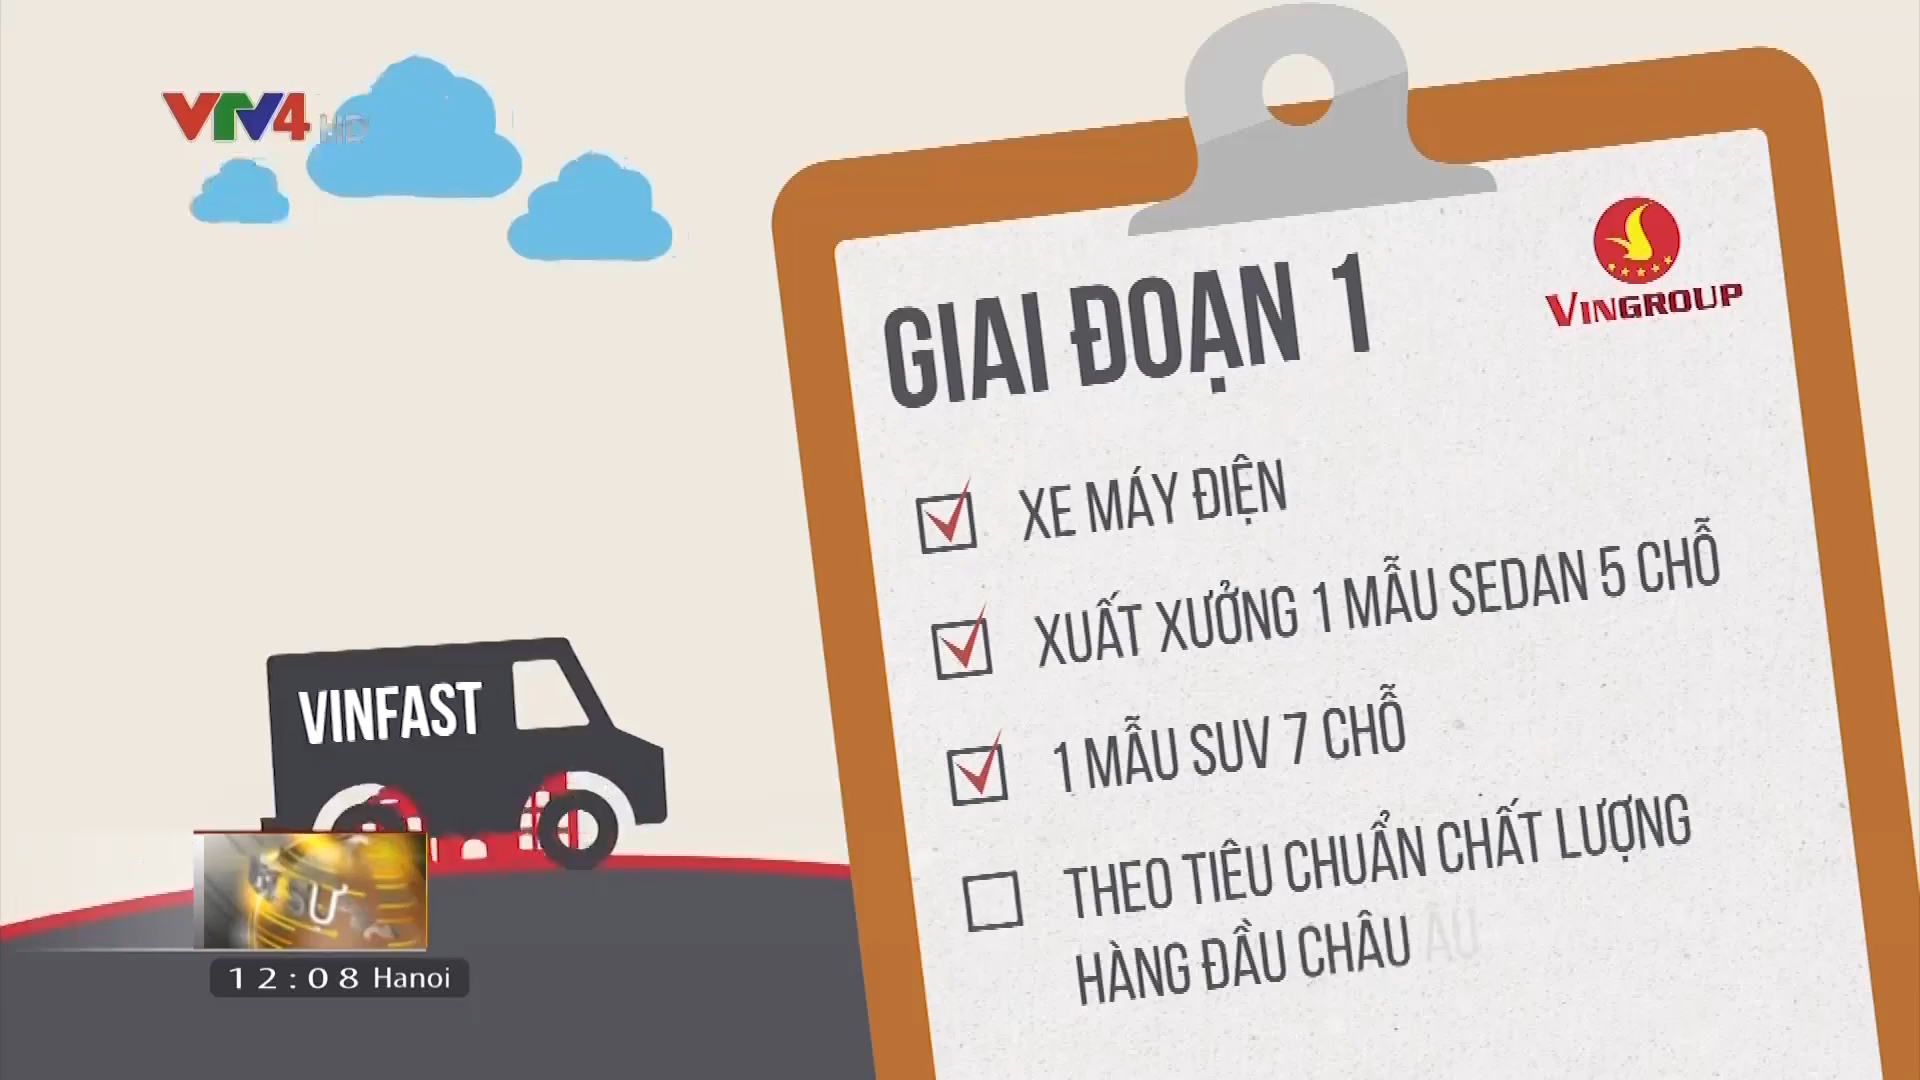 VTV4 HD
VINGROUP
GIAI ĐOẠN 1
XE MÁY ĐIỆN
XUẤT XƯỞNG 1 MẪU SEDAN 5 CHỖ
1 MẪU SUV 7 CHỖ
THEO TIÊU CHUẨN CHẤT LƯỢNG
HÀNG ĐẦU CHÂU ÂU
VINFAST
SỰ
12:08 Hanoi